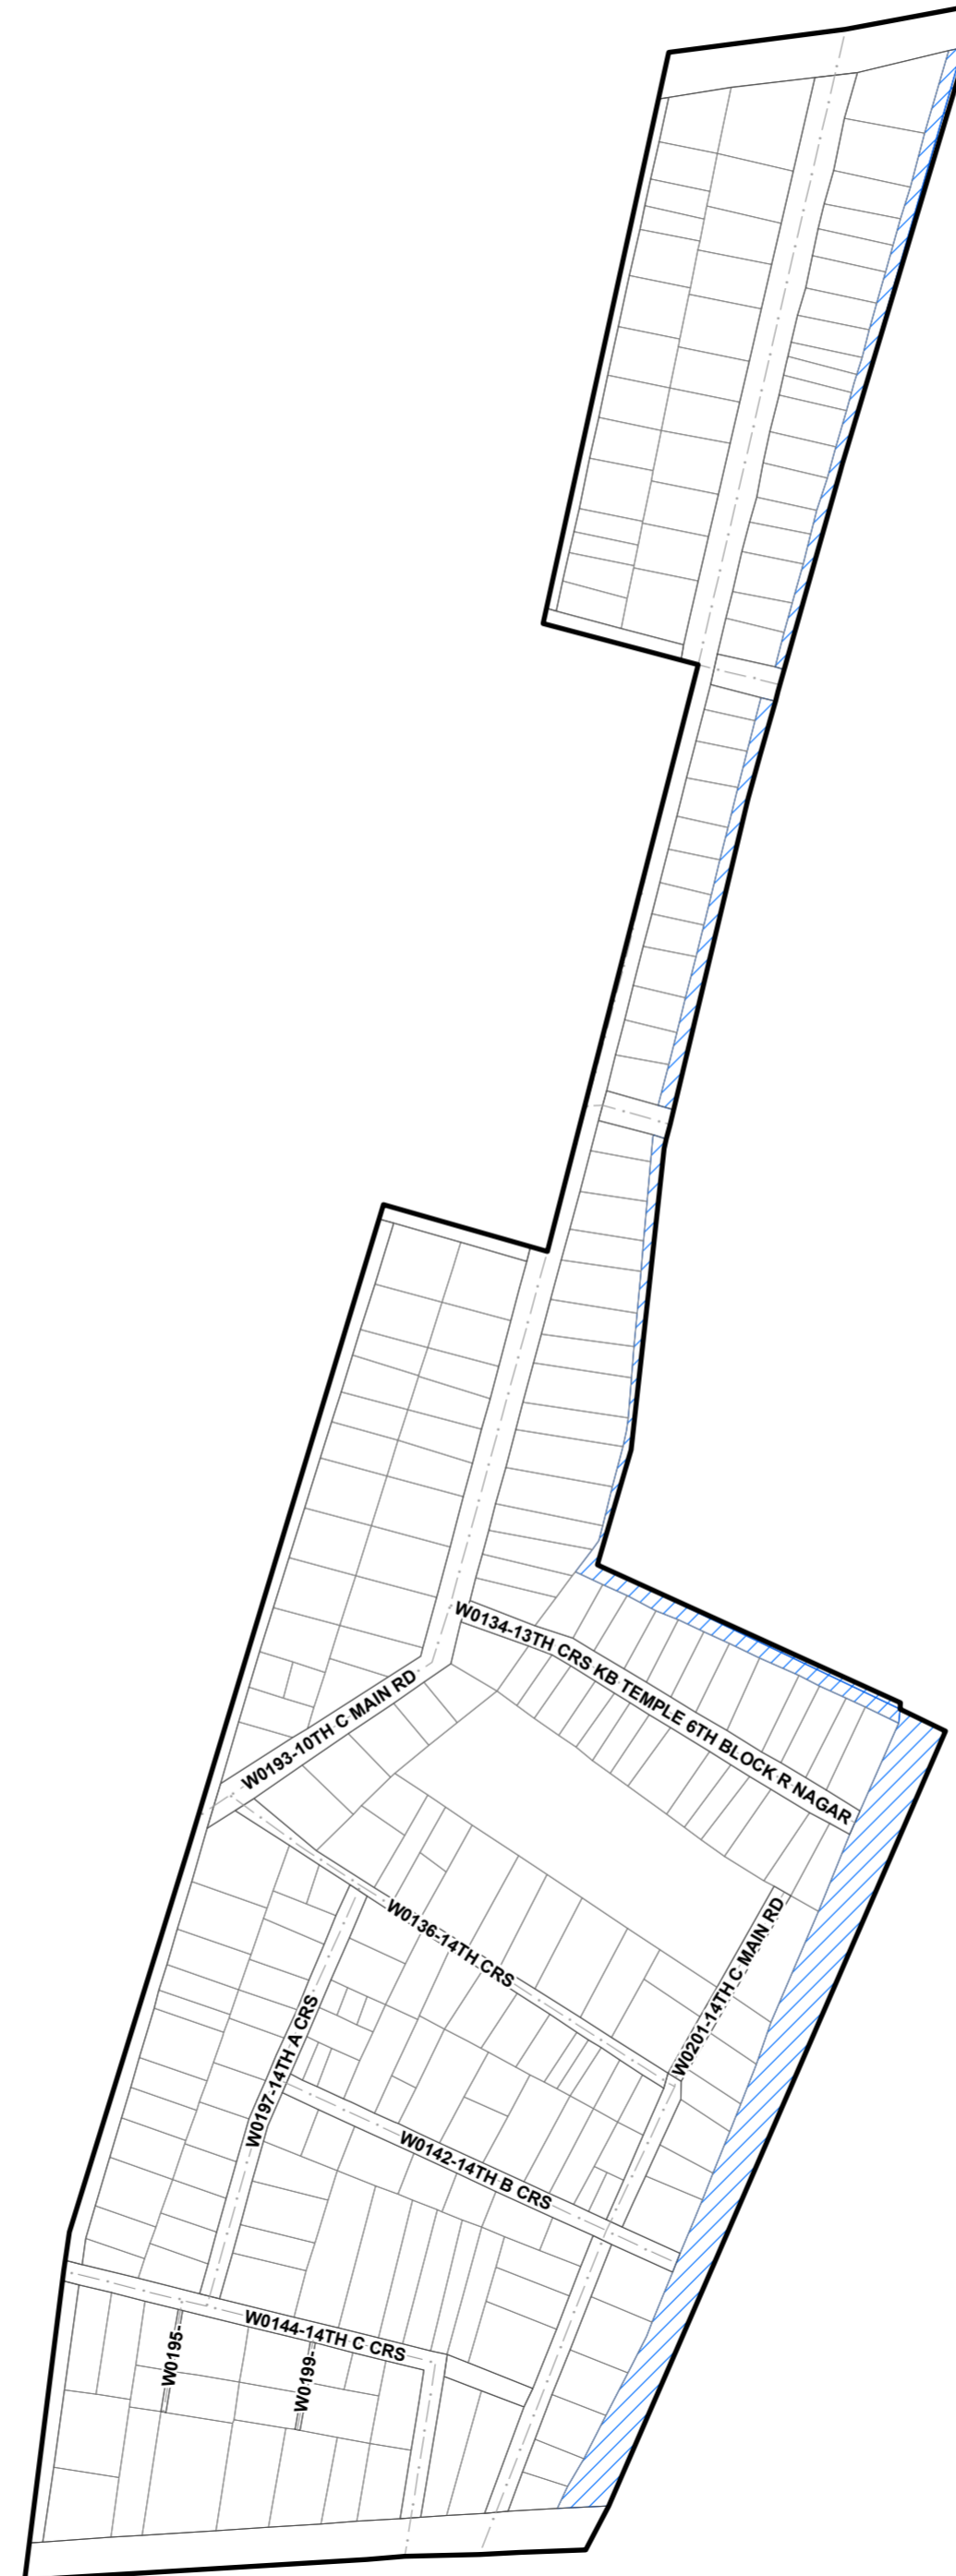 W0134-13TH CRS KB TEMPLE 6TH BLOCK R NAGAR
W0193-10TH C MAIN RD
W0136-14TH CRS
W0201-14TH C MAIN RD
W0197-14TH A CRS
W0142-14TH B CRS
W0144-14TH C CRS
W0195-
W0199-